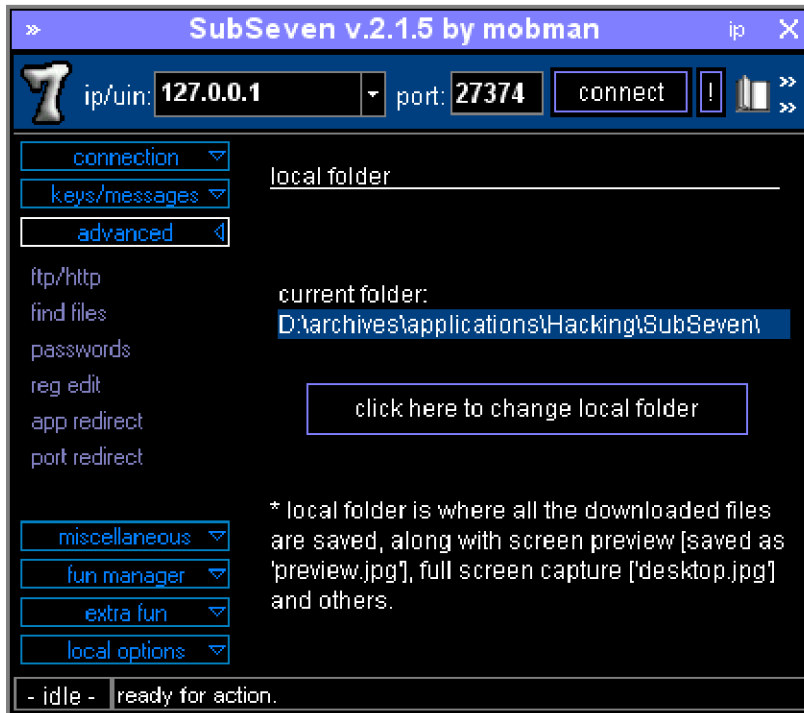 » SubSeven v.2.1.5 by mobman ip X
7 ip/uin: 127.0.0.1 port: 27374 connect ! »
»
connection
keys/messages
advanced
ftp/http
find files
passwords
reg edit
app redirect
port redirect
miscellaneous
fun manager
extra fun
local options
local folder
current folder:
D:\archives\applications\Hacking\SubSeven\
click here to change local folder
* local folder is where all the downloaded files
are saved, along with screen preview [saved as
'preview.jpg'], full screen capture ['desktop.jpg']
and others.
- idle - ready for action.